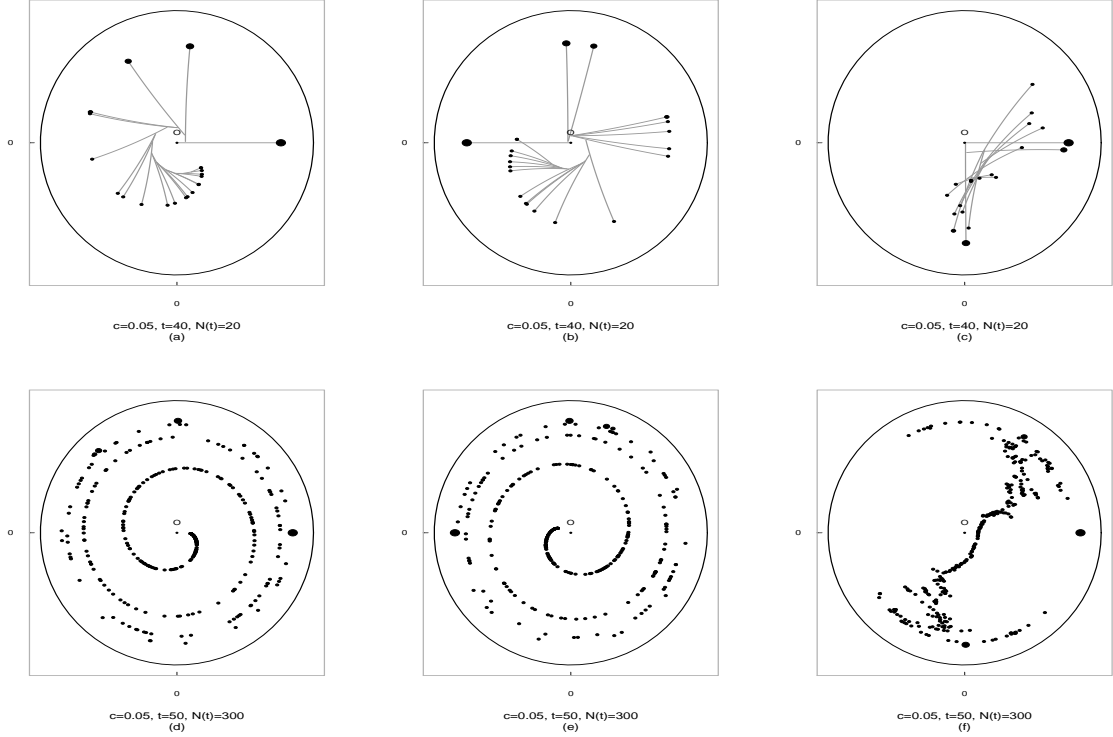 O O O
o o o
o o o
c=0.05, t=40, N(t)=20 c=0.05, t=40, N(t)=20 c=0.05, t=40, N(t)=20
(a) (b) (c)
O O O
o o o
o o o
c=0.05, t=50, N(t)=300 c=0.05, t=50, N(t)=300 c=0.05, t=50, N(t)=300
(d) (e) (f)